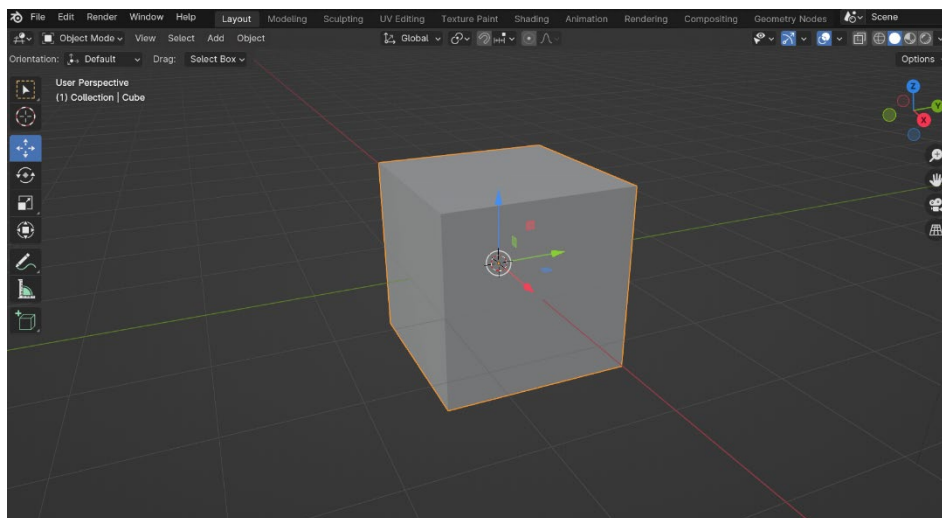 File Edit Render Window Help Layout Modeling Sculpting UV Editing Texture Paint Shading Animation Rendering Compositing Geometry Nodes Scene
Object Mode View Select Add Object Global
Orientation: Default Drag: Select Box Options
User Perspective
(1) Collection | Cube
Z
Y
X